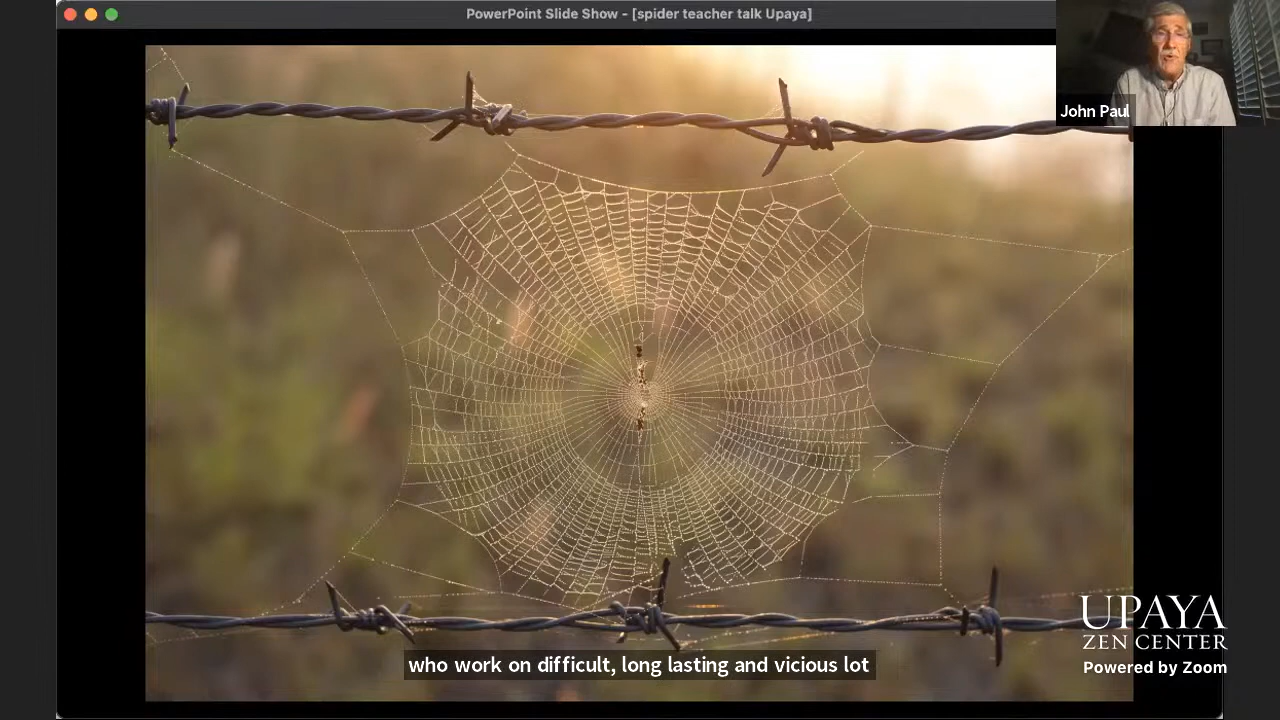 PowerPoint Slide Show - [spider teacher talk Upaya]
John Paul
UPAYA
ZEN CENTER
Powered by Zoom
who work on difficult, long lasting and vicious lot